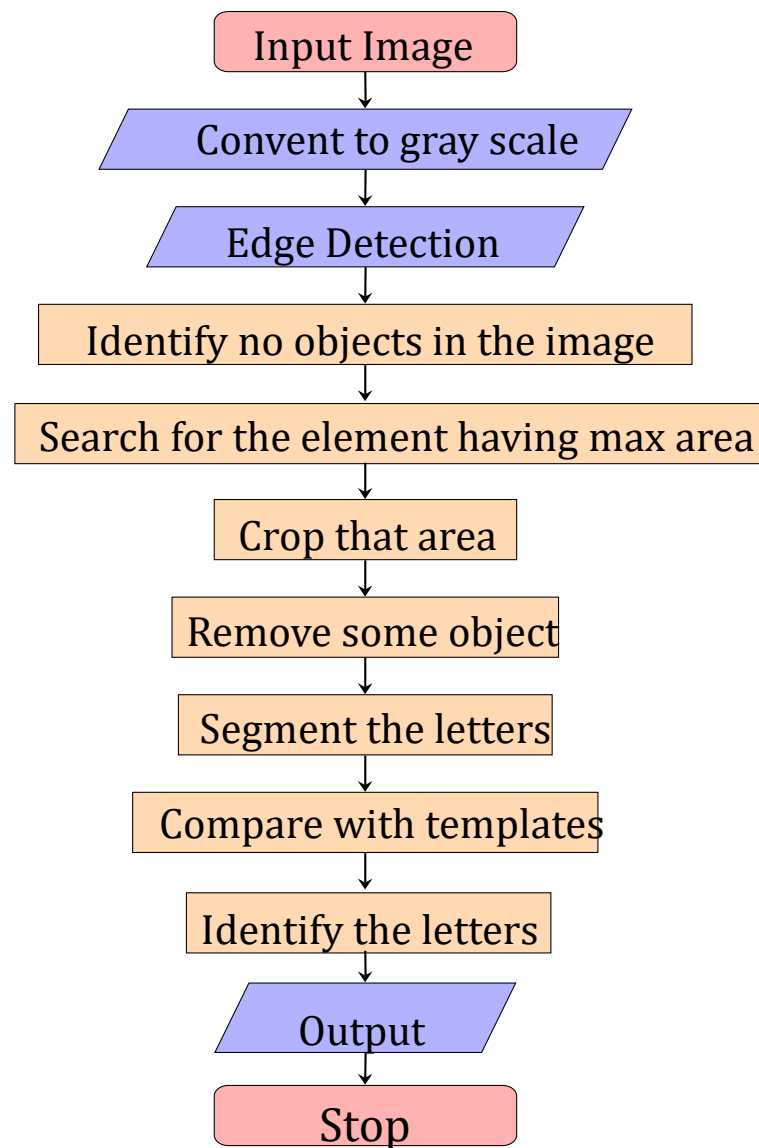 Input Image
Convent to gray scale
Edge Detection
Identify no objects in the image
Search for the element having max area
Crop that area
Remove some object
Segment the letters
Compare with templates
Identify the letters
Output
Stop